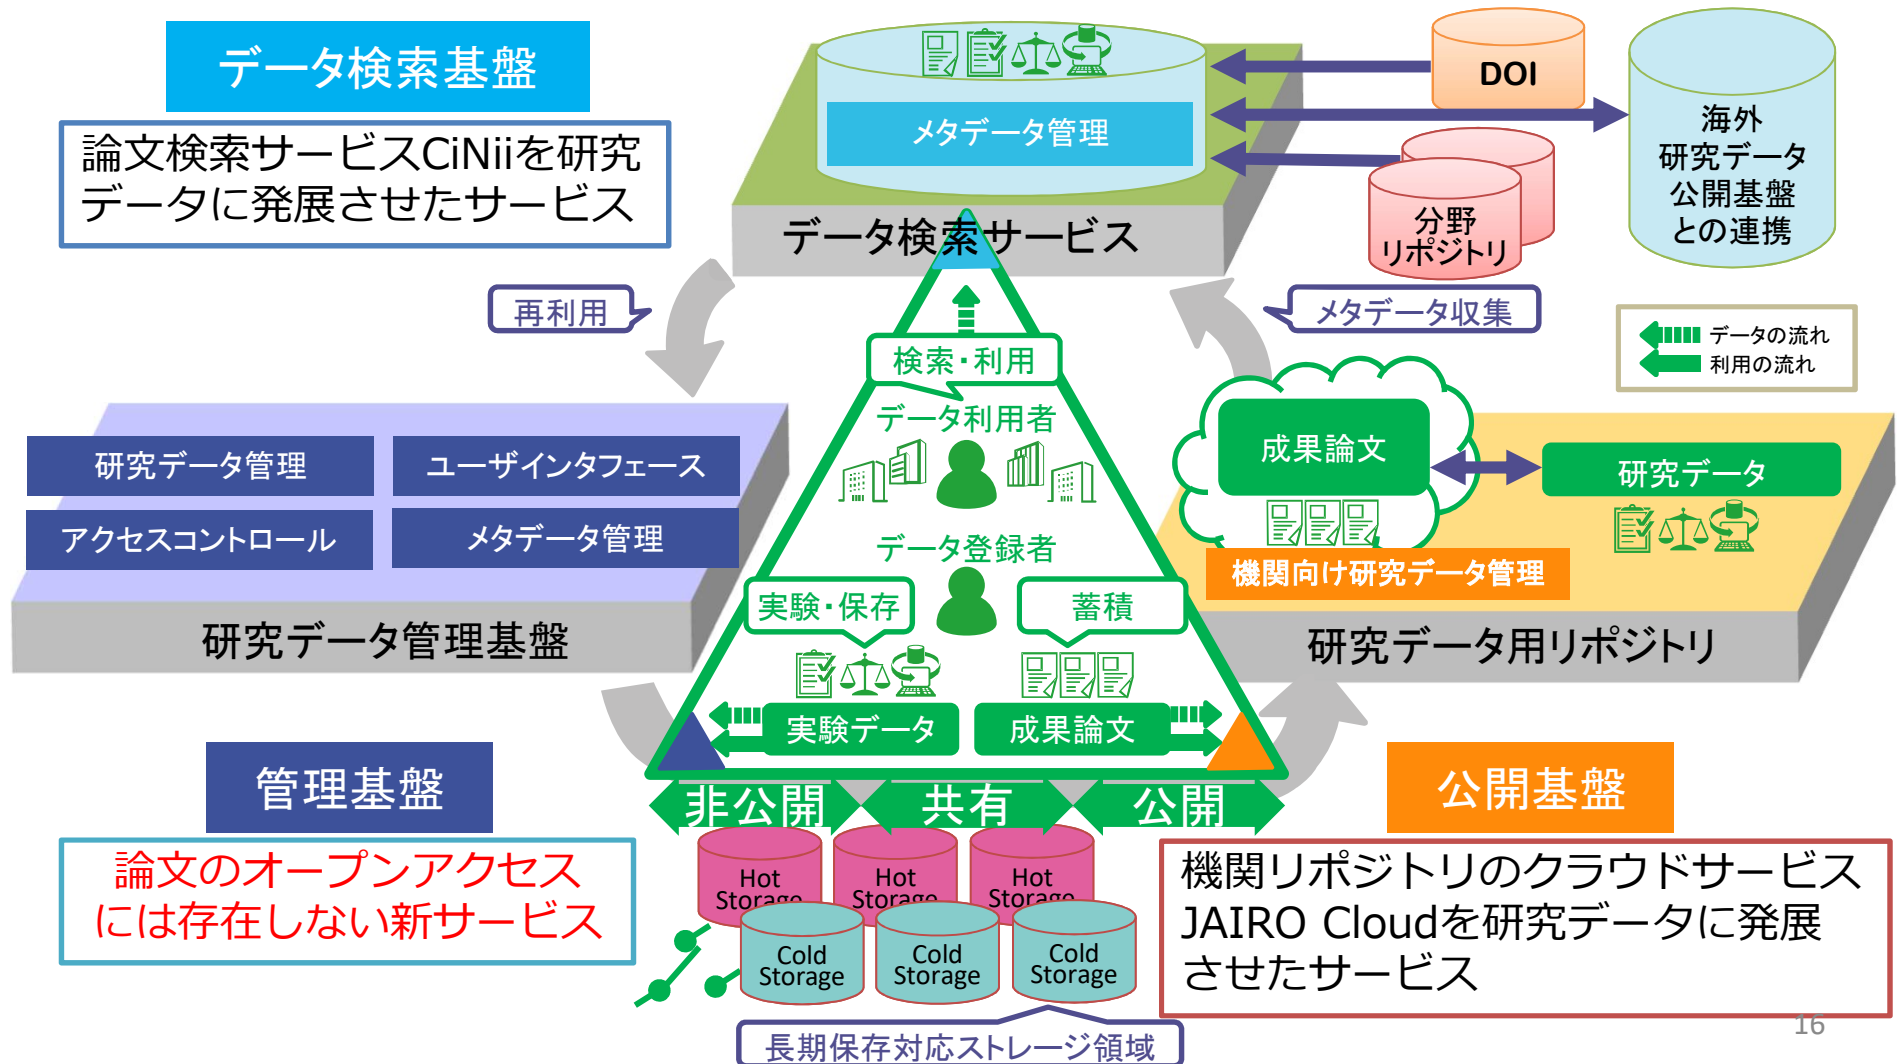 データ検索基盤
論文検索サービスCiNiiを研究
データに発展させたサービス
メタデータ管理
データ検索サービス
DOI
分野
リポジトリ
海外
研究データ
公開基盤
との連携
再利用
メタデータ収集
データの流れ
利用の流れ
検索・利用
データ利用者
データ登録者
実験・保存
蓄積
実験データ
成果論文
研究データ管理
ユーザインタフェース
アクセスコントロール
メタデータ管理
研究データ管理基盤
成果論文
研究データ
機関向け研究データ管理
研究データ用リポジトリ
管理基盤
論文のオープンアクセス
には存在しない新サービス
非公開
共有
公開
Hot
Storage
Hot
Storage
Hot
Storage
Cold
Storage
Cold
Storage
Cold
Storage
長期保存対応ストレージ領域
公開基盤
機関リポジトリのクラウドサービス
JAIRO Cloudを研究データに発展
させたサービス
16